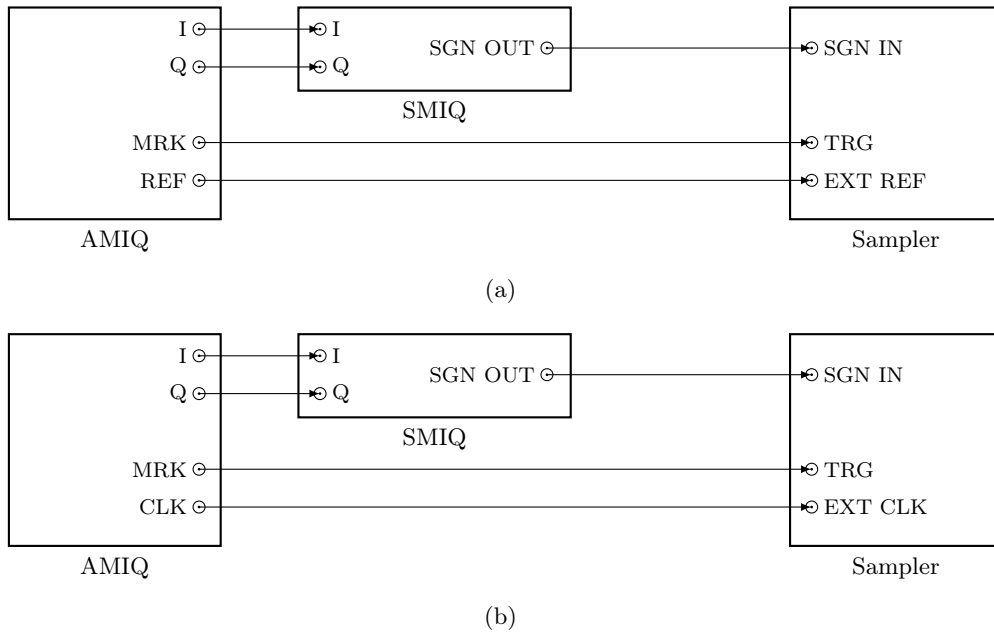 I
I
SGN OUT
SGN IN
Q
Q
SMIQ
MRK
TRG
REF
EXT REF
AMIQ
Sampler
(a)
I
I
SGN OUT
SGN IN
Q
Q
SMIQ
MRK
TRG
CLK
EXT CLK
AMIQ
Sampler
(b)